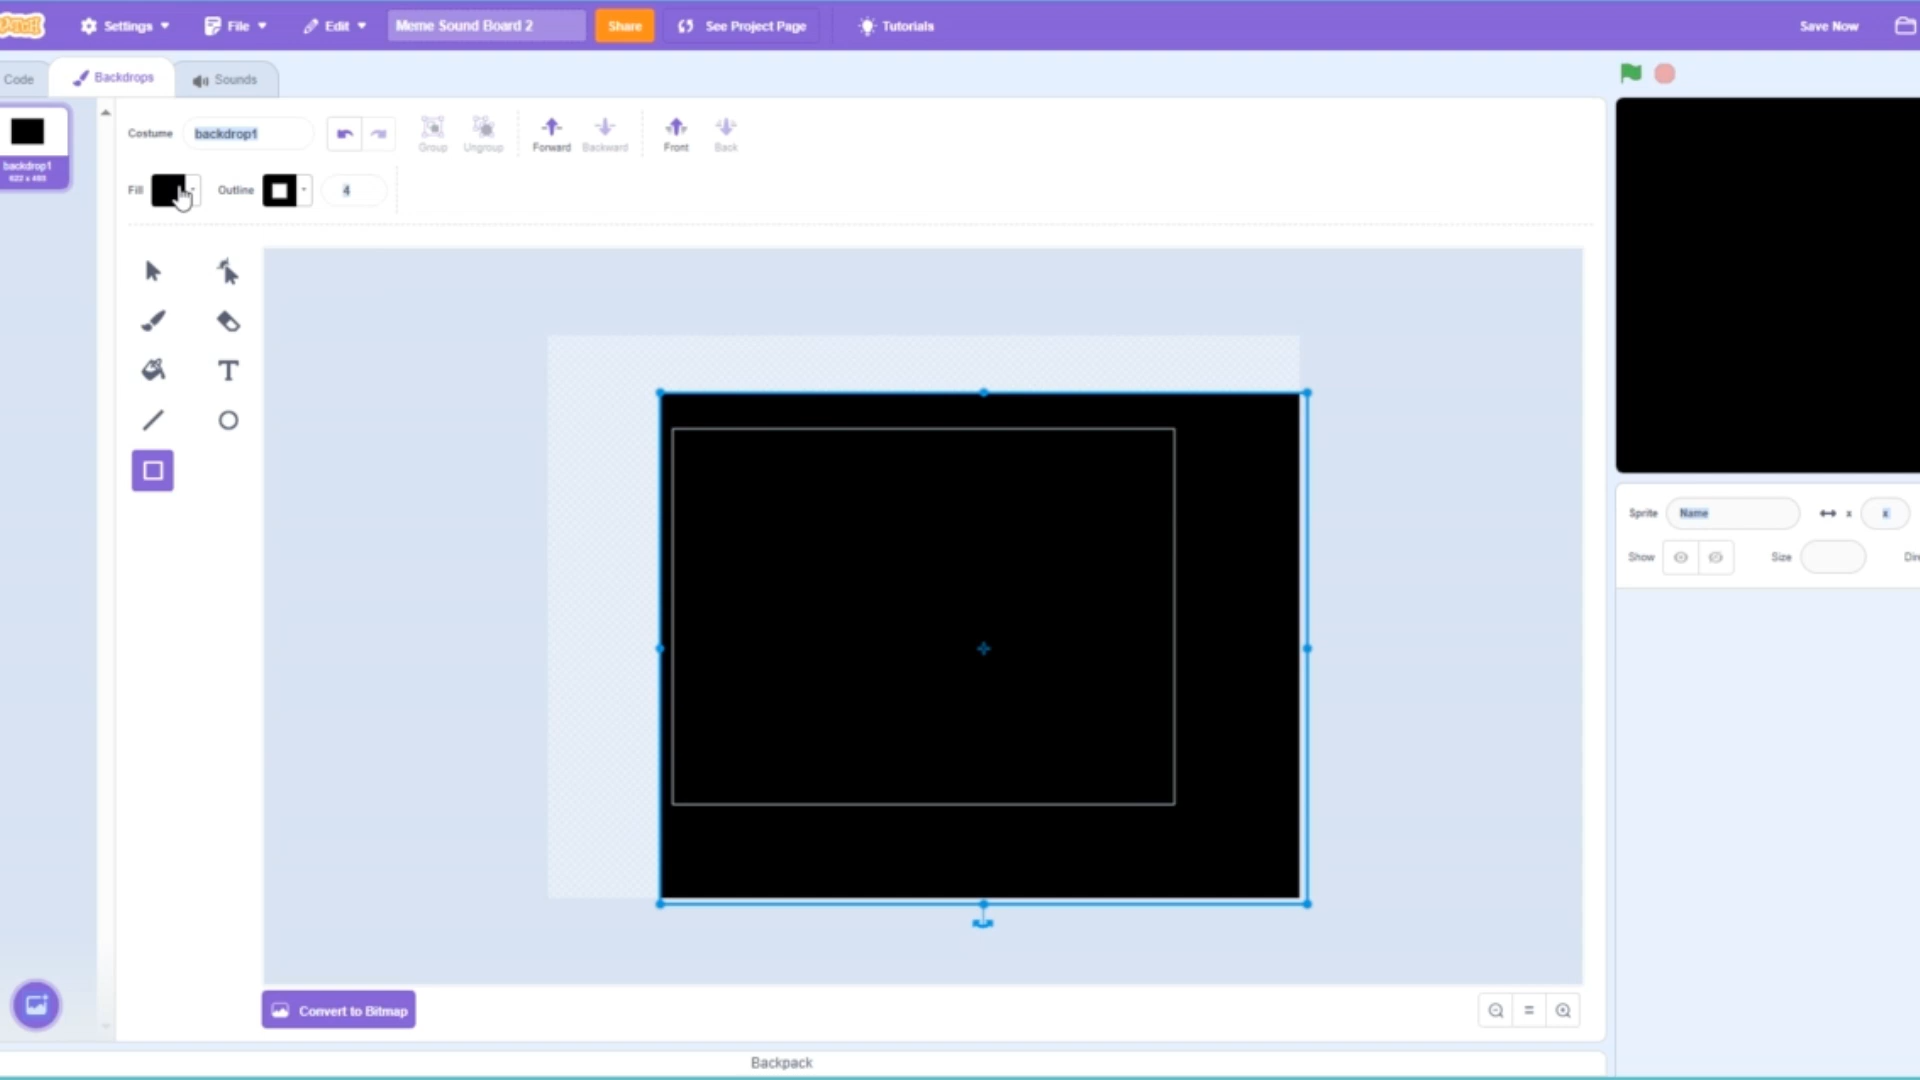 Settings File Edit Meme Sound Board 2 Share See Project Page Tutorials Save Now
Code Backdrops Sounds
Costume backdrop1 Group Ungroup Forward Backward Front Back
backdrop1
Fill Outline 4
Sprite Name x x
Show Size
Convert to Bitmap
Backpack